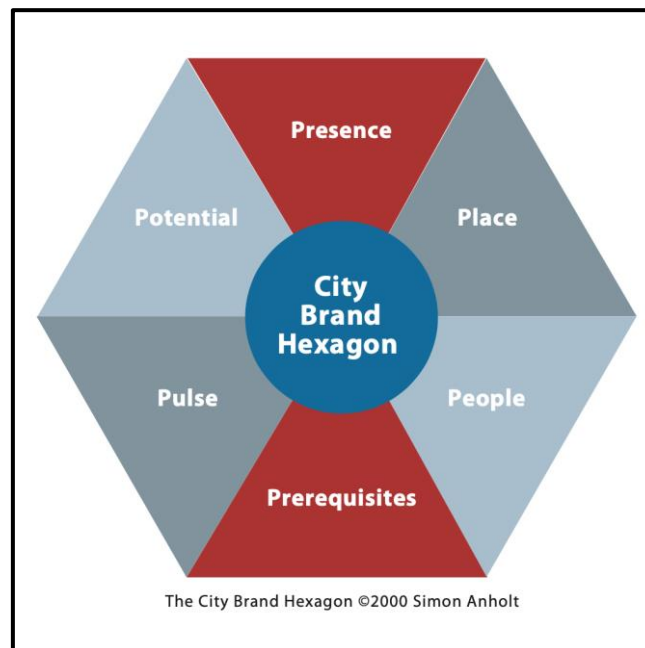 Presence
Potential
Place
City
Brand
Hexagon
Pulse
People
Prerequisites
The City Brand Hexagon ©2000 Simon Anholt